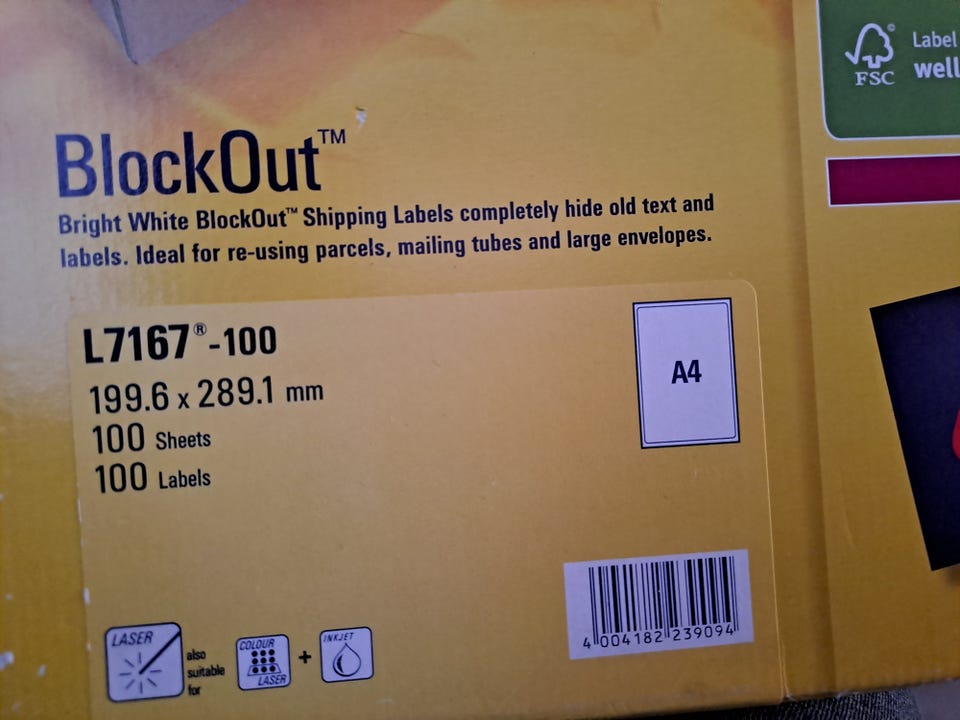 FSC
Label
well
BlockOut™
Bright White BlockOut™ Shipping Labels completely hide old text and
labels. Ideal for re-using parcels, mailing tubes and large envelopes.
L7167®-100
199.6 x 289.1 mm
100 Sheets
100 Labels
A4
4 004182 239094
LASER
also
suitable
for
COLOUR
LASER
+
INKJET